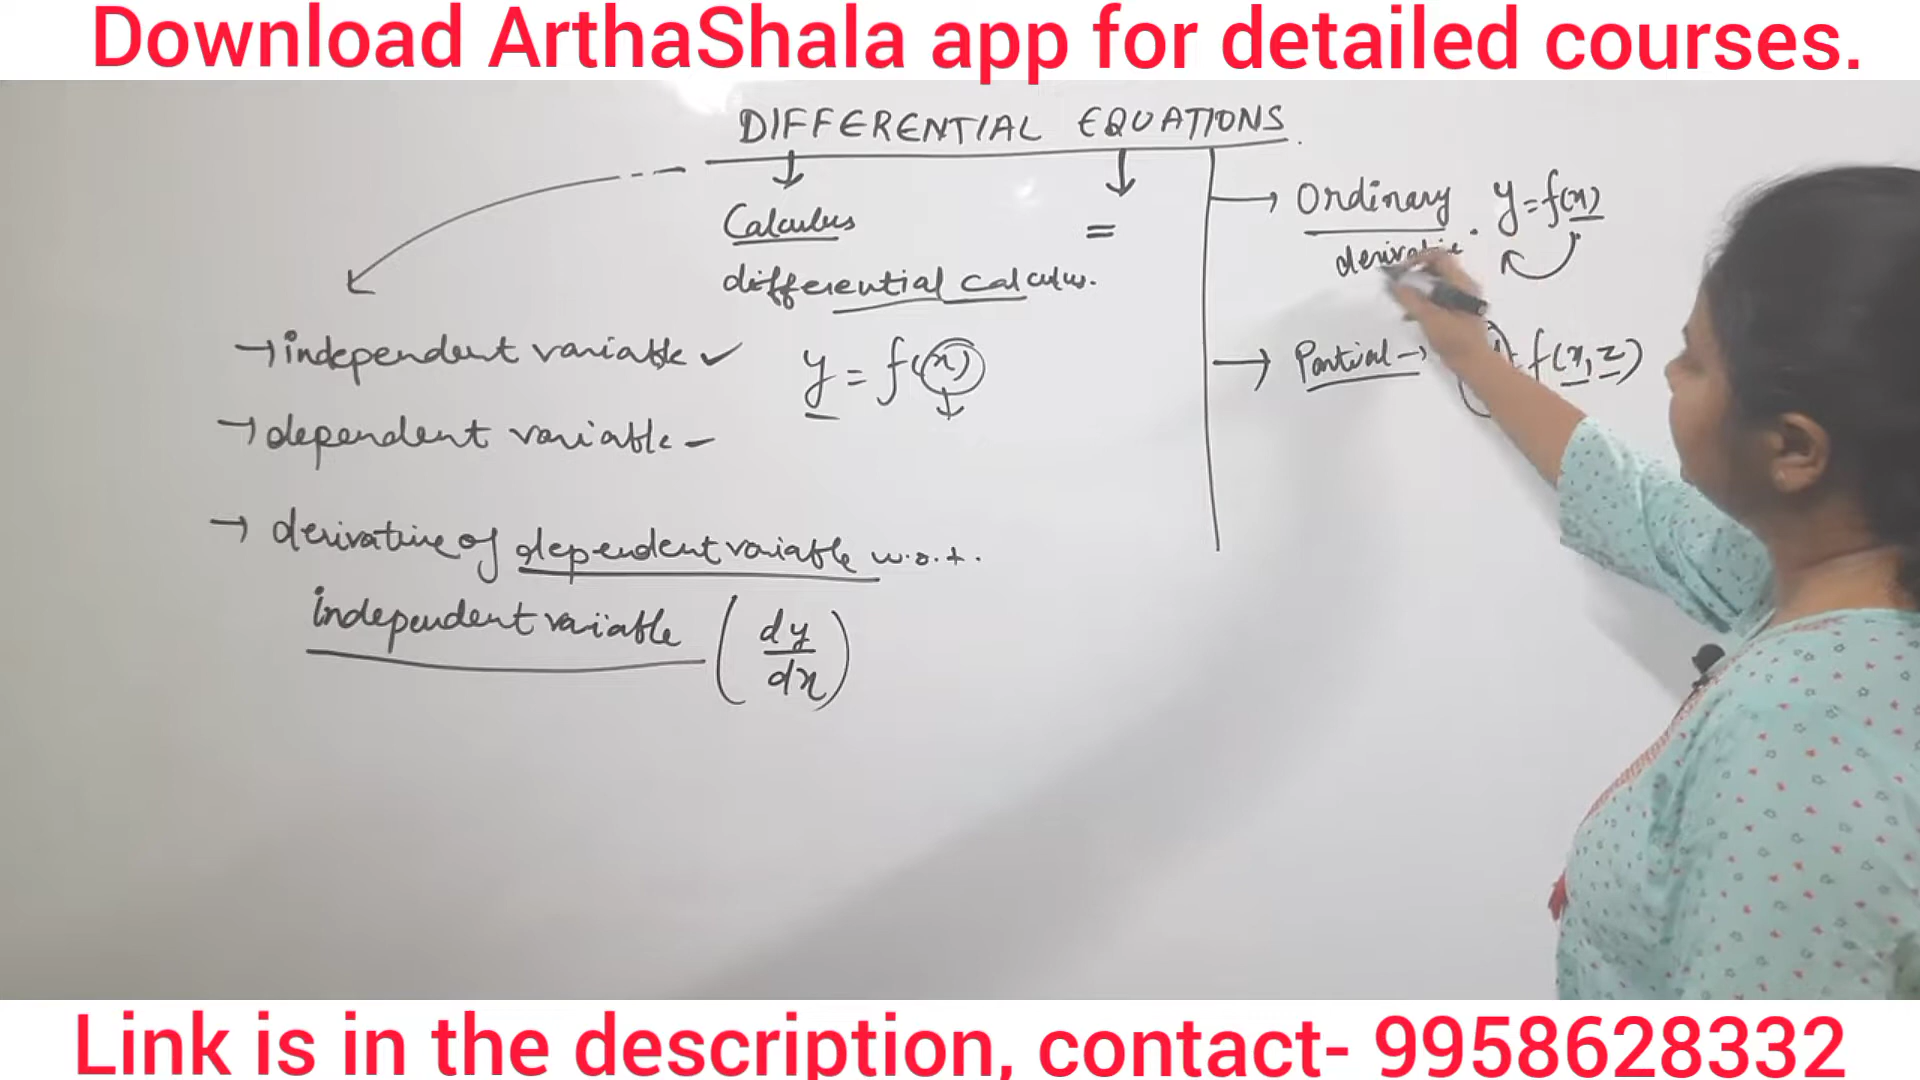 Download ArthaShala app for detailed courses.
DIFFERENTIAL EQUATIONS.
Calculus =
differential calculus.
→ independent variable ✓
y = f(x)
→ dependent variable -
→ derivative of dependent variable w.r.t.
independent variable (dy/dx)
→ Ordinary . y = f(x)
→ Partial → f(x, z)
Link is in the description, contact- 9958628332